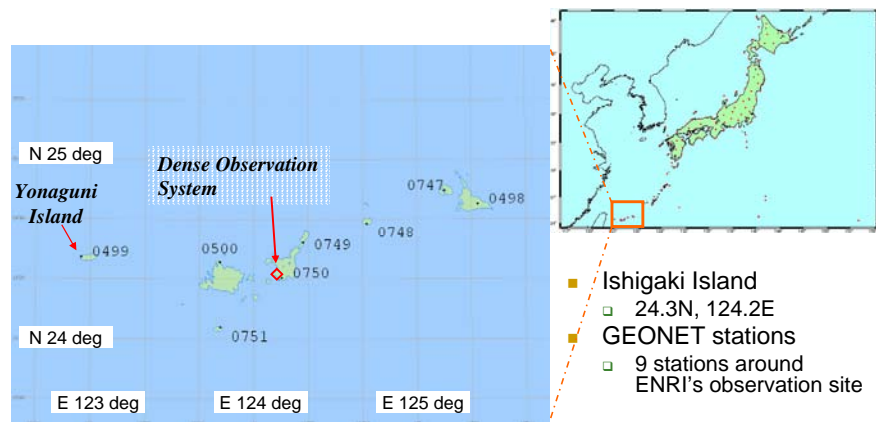 N 25 deg
Dense Observation
System
Yonaguni
Island
0747
0498
0748
0749
0499
0500
0750
0751
N 24 deg
E 123 deg
E 124 deg
E 125 deg
Ishigaki Island
24.3N, 124.2E
GEONET stations
9 stations around
ENRI's observation site